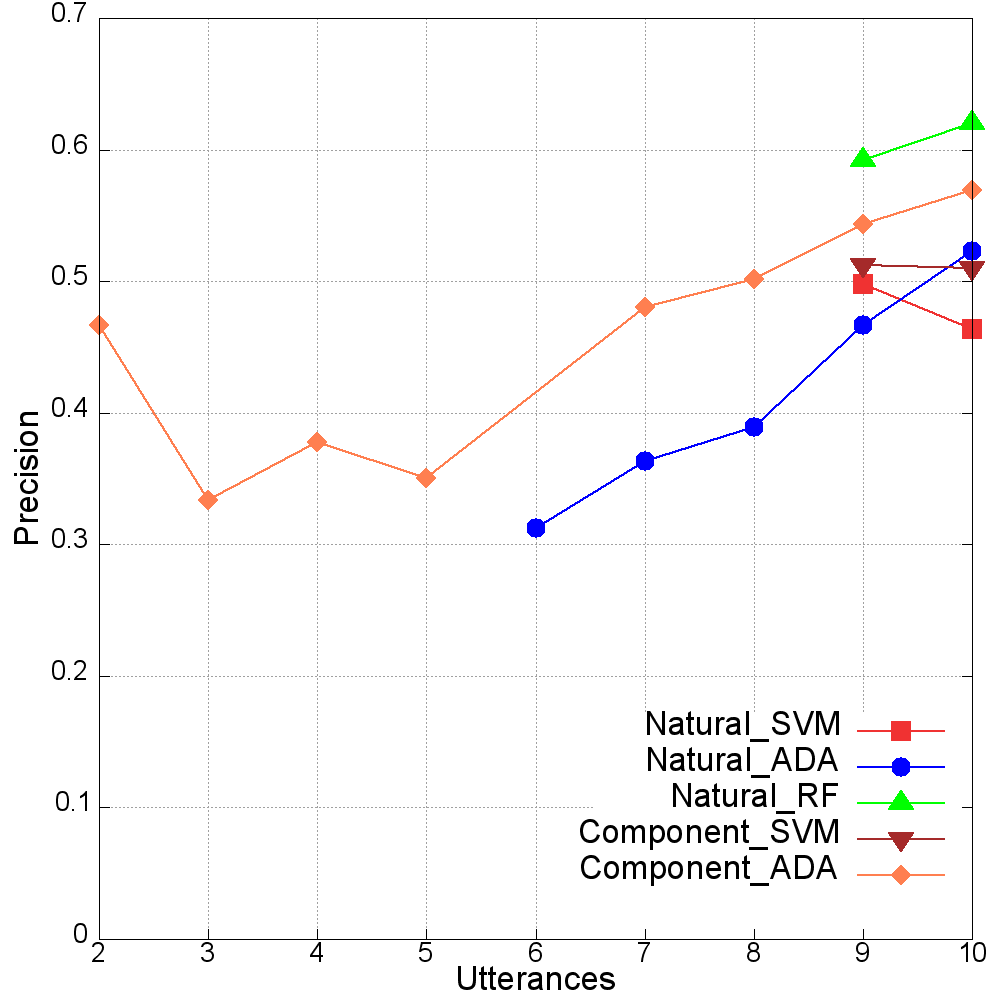 0.7
0.6
0.5
0.4
0.3
0.2
0.1
0
Precision
Natural_SVM
Natural_ADA
Natural_RF
Component_SVM
Component_ADA
2 3 4 5 6 7 8 9 10
Utterances